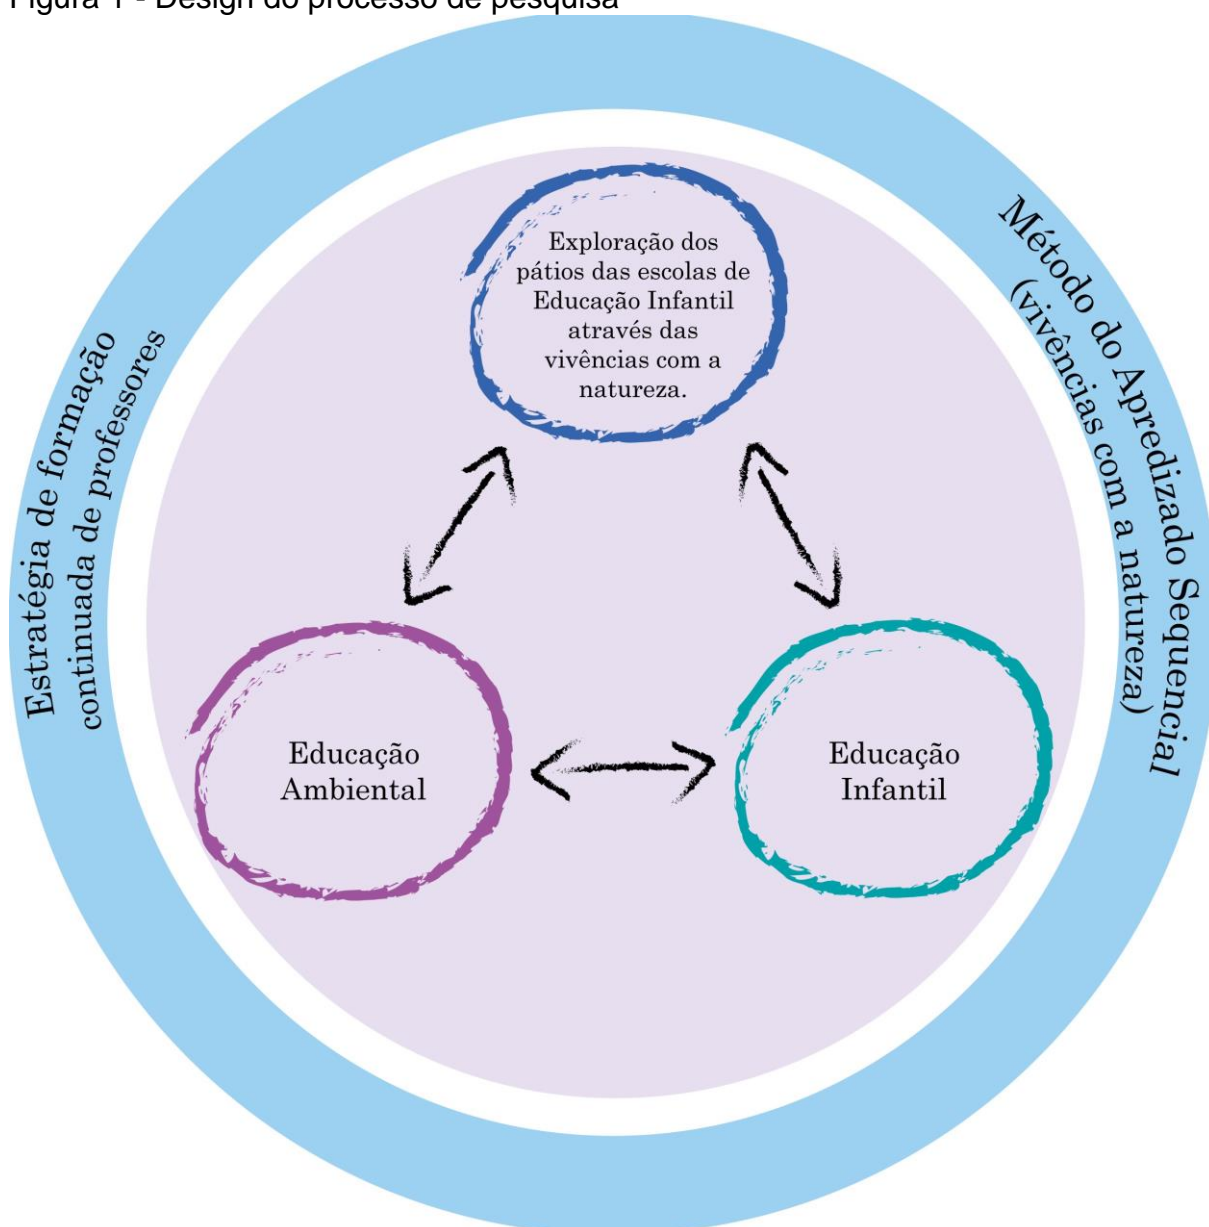 Figura 1 - Design do processo de pesquisa
Exploração dos
pátios das escolas de
Educação Infantil
através das
vivências com a
natureza.
Estratégia de formação
continuada de professores
Método do Apredizado Sequencial
(vivências com a natureza)
Educação
Ambiental
Educação
Infantil